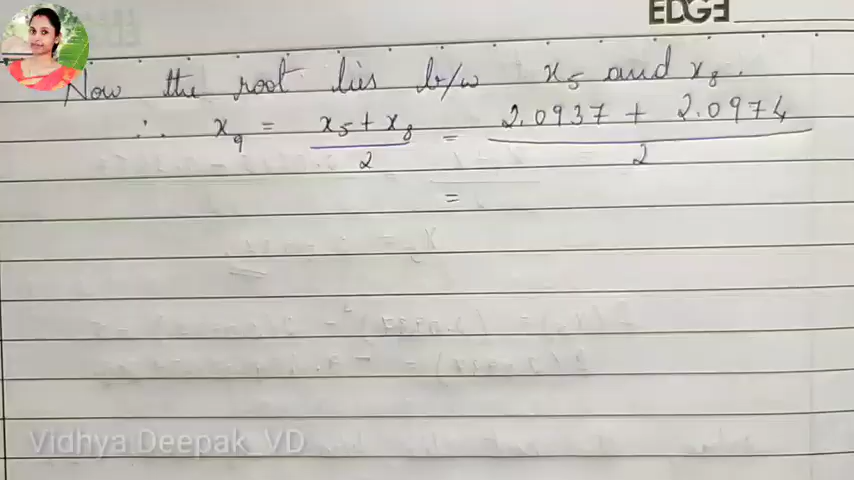 EDGE
Now the root lies b/w x₅ and x₈.
∴ x₉ = x₅ + x₈ / 2 = 2.0937 + 2.0974 / 2
=
Vidhya Deepak_VD